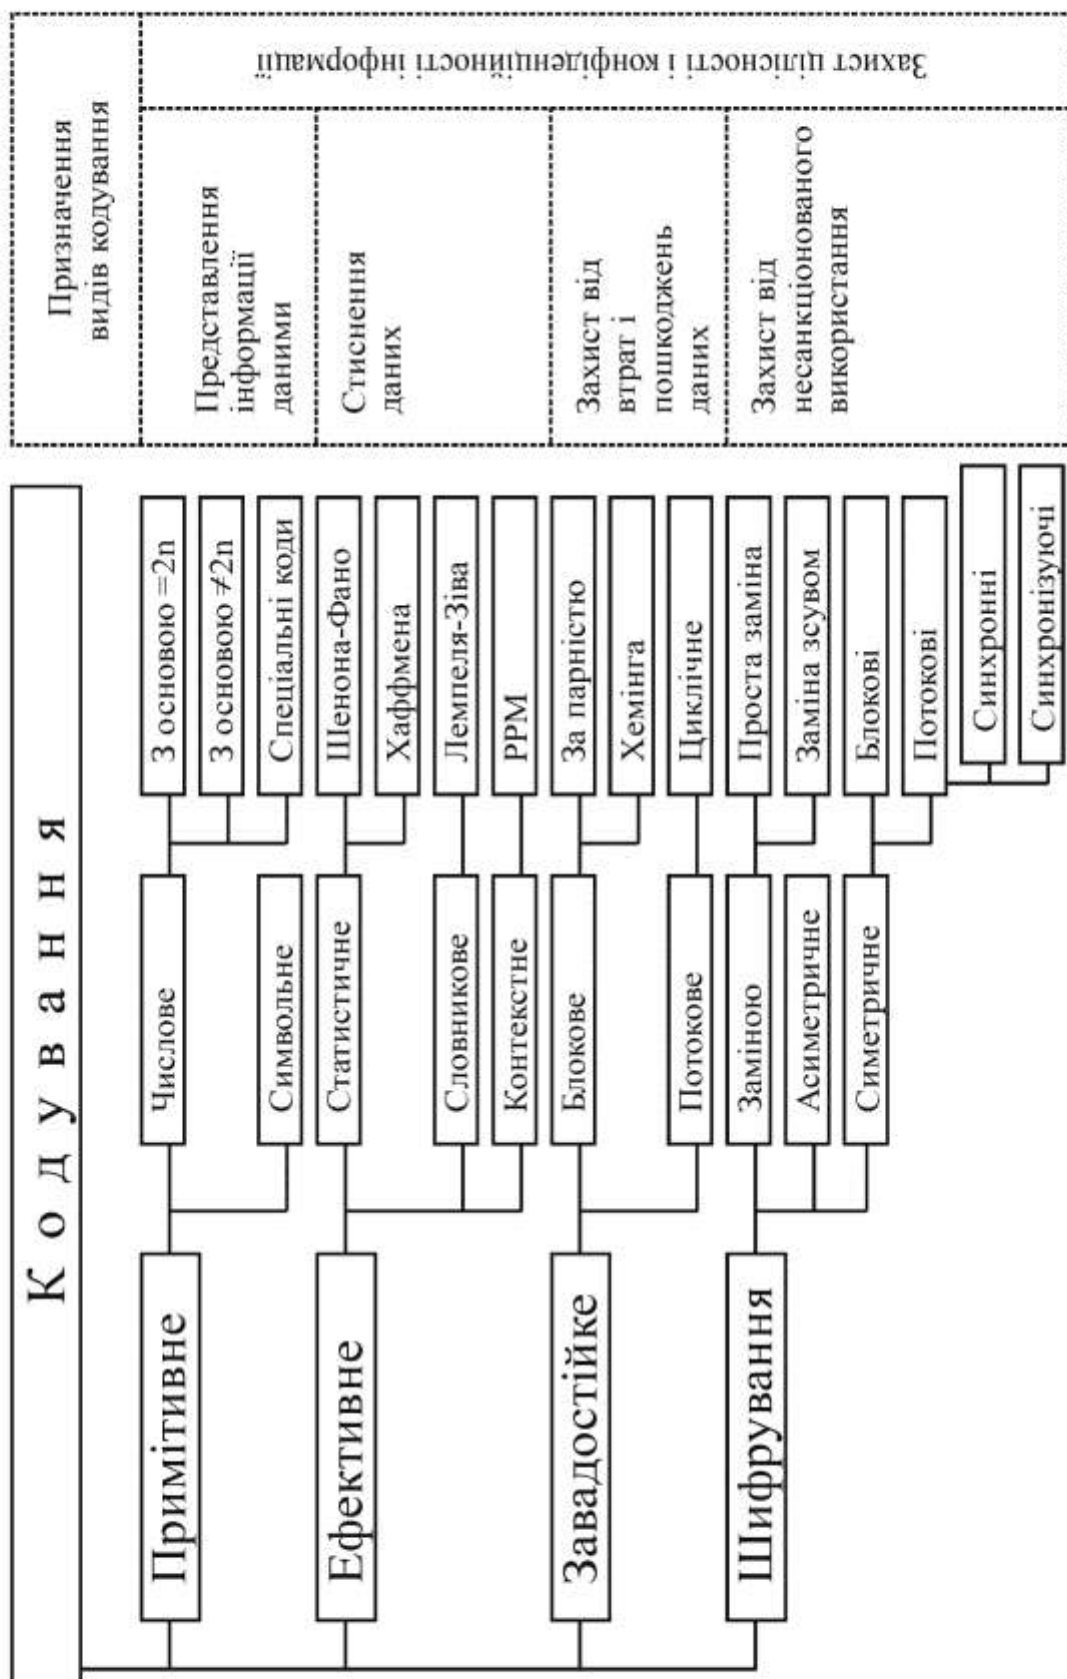 Кодування
Призначення
видів кодування
Примітивне
Числове
З основою =2n
З основою ≠2n
Спеціальні коди
Символьне
Представлення
інформації
даними
Ефективне
Статистичне
Шенона-Фано
Хаффмена
Словникове
Лемпеля-Зіва
Контекстне
PPM
Стиснення
даних
Завадостійке
Блокове
За парністю
Хемінга
Потокове
Циклічне
Захист від
втрат і
пошкоджень
даних
Шифрування
Заміною
Проста заміна
Заміна зсувом
Асиметричне
Симетричне
Блокові
Потокові
Синхронні
Синхронізуючі
Захист від
несанкціонованого
використання
Захист цілісності і конфіденційності інформації